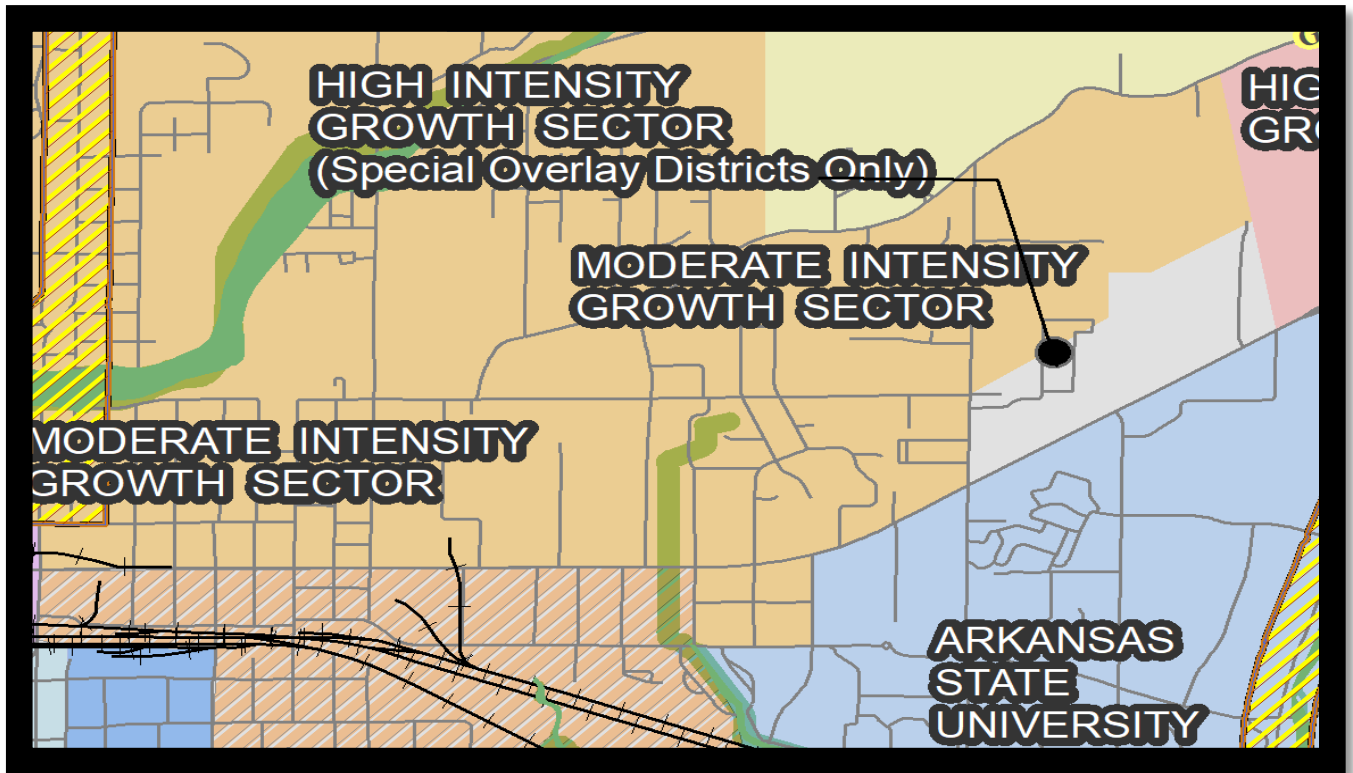 HIGH INTENSITY
GROWTH SECTOR
(Special Overlay Districts Only)
MODERATE INTENSITY
GROWTH SECTOR
MODERATE INTENSITY
GROWTH SECTOR
ARKANSAS
STATE
UNIVERSITY